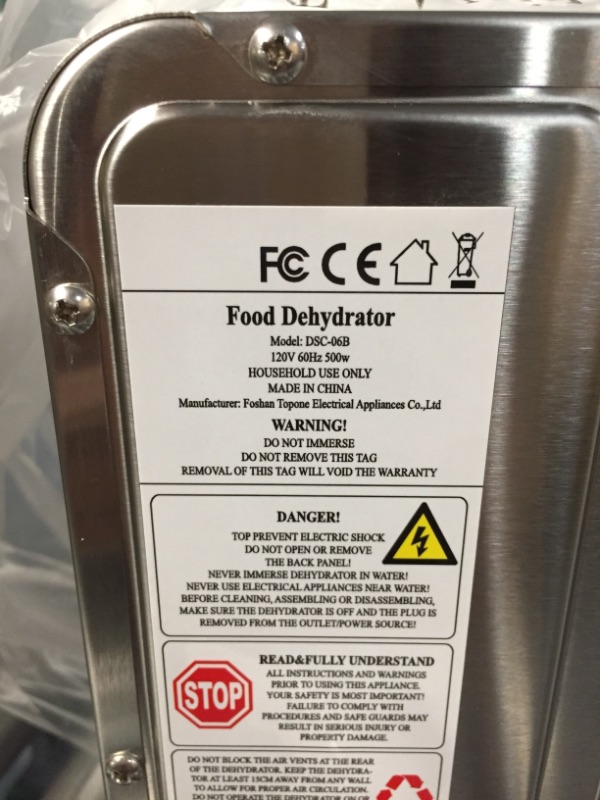 FC CE
Food Dehydrator
Model: DSC-06B
120V 60Hz 500w
HOUSEHOLD USE ONLY
MADE IN CHINA
Manufacturer: Foshan Topone Electrical Appliances Co.,Ltd
WARNING!
DO NOT IMMERSE
DO NOT REMOVE THIS TAG
REMOVAL OF THIS TAG WILL VOID THE WARRANTY
DANGER!
TOP PREVENT ELECTRIC SHOCK
DO NOT OPEN OR REMOVE
THE BACK PANEL!
NEVER IMMERSE DEHYDRATOR IN WATER!
NEVER USE ELECTRICAL APPLIANCES NEAR WATER!
BEFORE CLEANING, ASSEMBLING OR DISASSEMBLING,
MAKE SURE THE DEHYDRATOR IS OFF AND THE PLUG IS
REMOVED FROM THE OUTLET/POWER SOURCE!
STOP
READ&FULLY UNDERSTAND
ALL INSTRUCTIONS AND WARNINGS
PRIOR TO USING THIS APPLIANCE.
YOUR SAFETY IS MOST IMPORTANT!
FAILURE TO COMPLY WITH
PROCEDURES AND SAFE GUARDS MAY
RESULT IN SERIOUS INJURY OR
PROPERTY DAMAGE.
DO NOT BLOCK THE AIR VENTS AT THE REAR
OF THE DEHYDRATOR. KEEP THE DEHYDRA-
TOR AT LEAST 15CM AWAY FROM ANY WALL
TO ALLOW FOR PROPER AIR CIRCULATION.
DO NOT OPERATE THE DEHYDRATOR ON OR